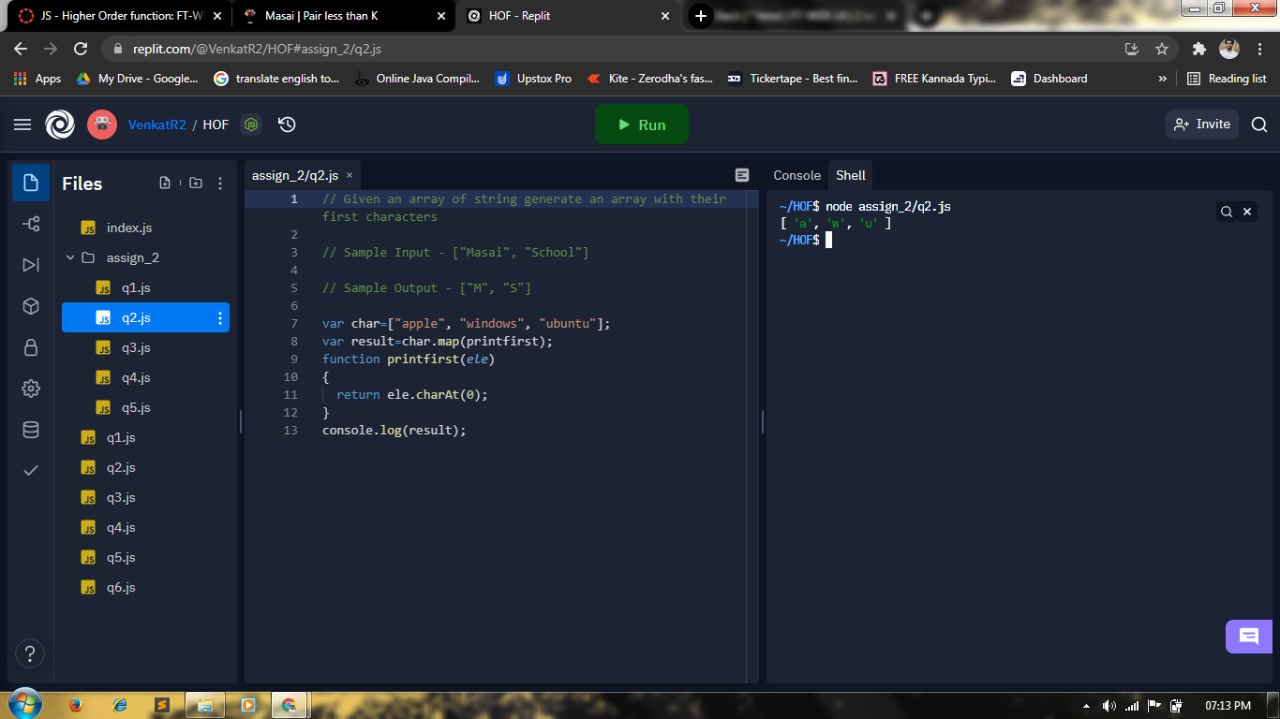 JS - Higher Order function: FT-W
Masai | Pair less than K
HOF - Replit
replit.com/@VenkatR2/HOF#assign_2/q2.js
Apps
My Drive - Google...
translate english to...
Online Java Compil...
Upstox Pro
Kite - Zerodha's fas...
Tickertape - Best fin...
FREE Kannada Typi...
Dashboard
»
Reading list
VenkatR2 / HOF
Run
Invite
Files
index.js
assign_2
q1.js
q2.js
q3.js
q4.js
q5.js
q1.js
q2.js
q3.js
q4.js
q5.js
q6.js
assign_2/q2.js
1 // Given an array of string generate an array with their
first characters
2
3 // Sample Input - ["Masai", "School"]
4
5 // Sample Output - ["M", "S"]
6
7 var char=["apple", "windows", "ubuntu"];
8 var result=char.map(printfirst);
9 function printfirst(ele)
10 {
11 return ele.charAt(0);
12 }
13 console.log(result);
Console Shell
~/HOF$ node assign_2/q2.js
[ 'a', 'w', 'u' ]
~/HOF$
?
07:13 PM